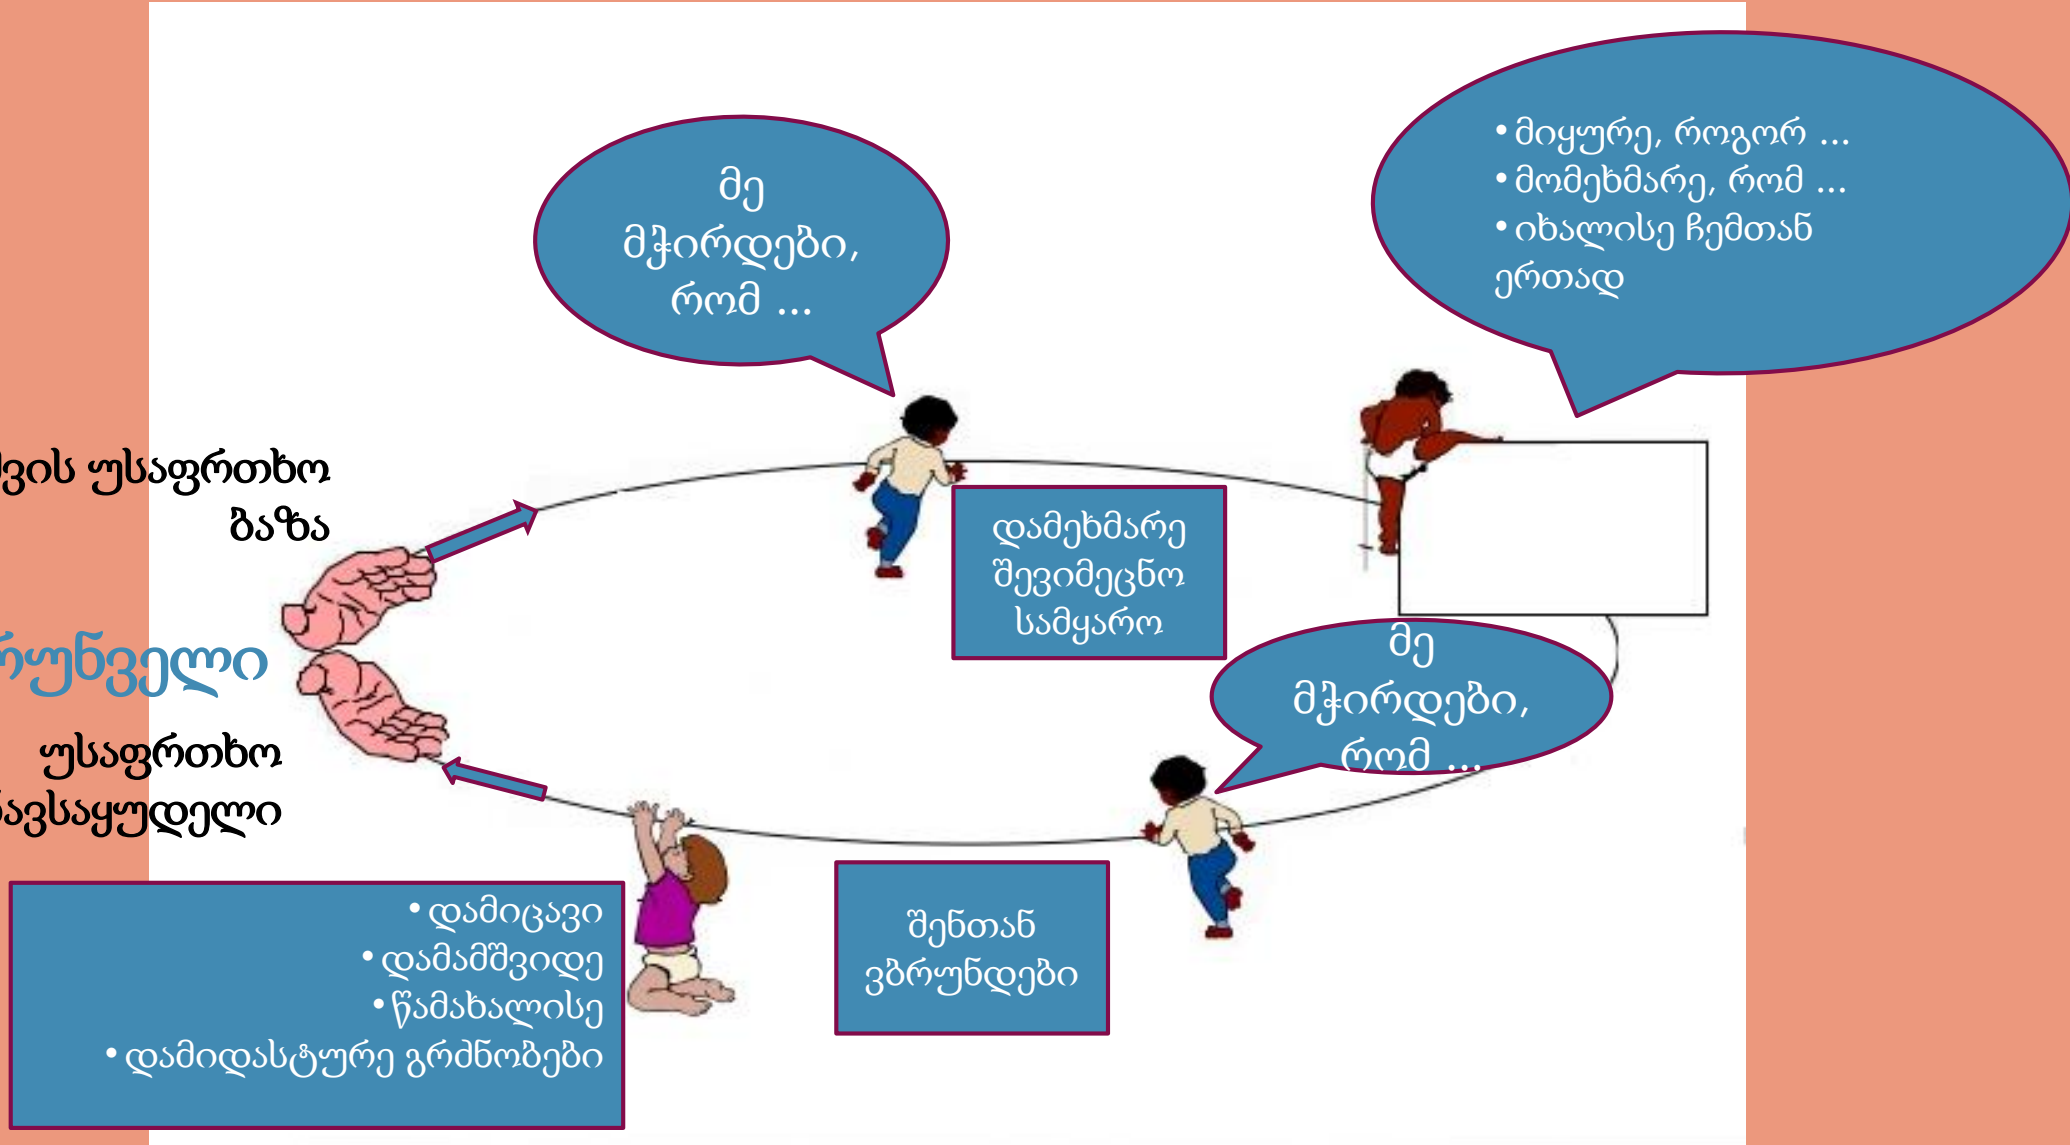 მე
მჭირდები,
რომ ...
• მიყურე, როგორ ...
• მომეხმარე, რომ ...
• იხალისე ჩემთან
ერთად
უსაფრთხო
ბაზა
დამეხმარე
შევიმეცნო
სამყარო
მე
მჭირდები,
რომ ...
უსაფრთხო
• დამიცავი
• დამამშვიდე
• წამახალისე
• დამიდასტურე გრძნობები
შენთან
ვბრუნდები